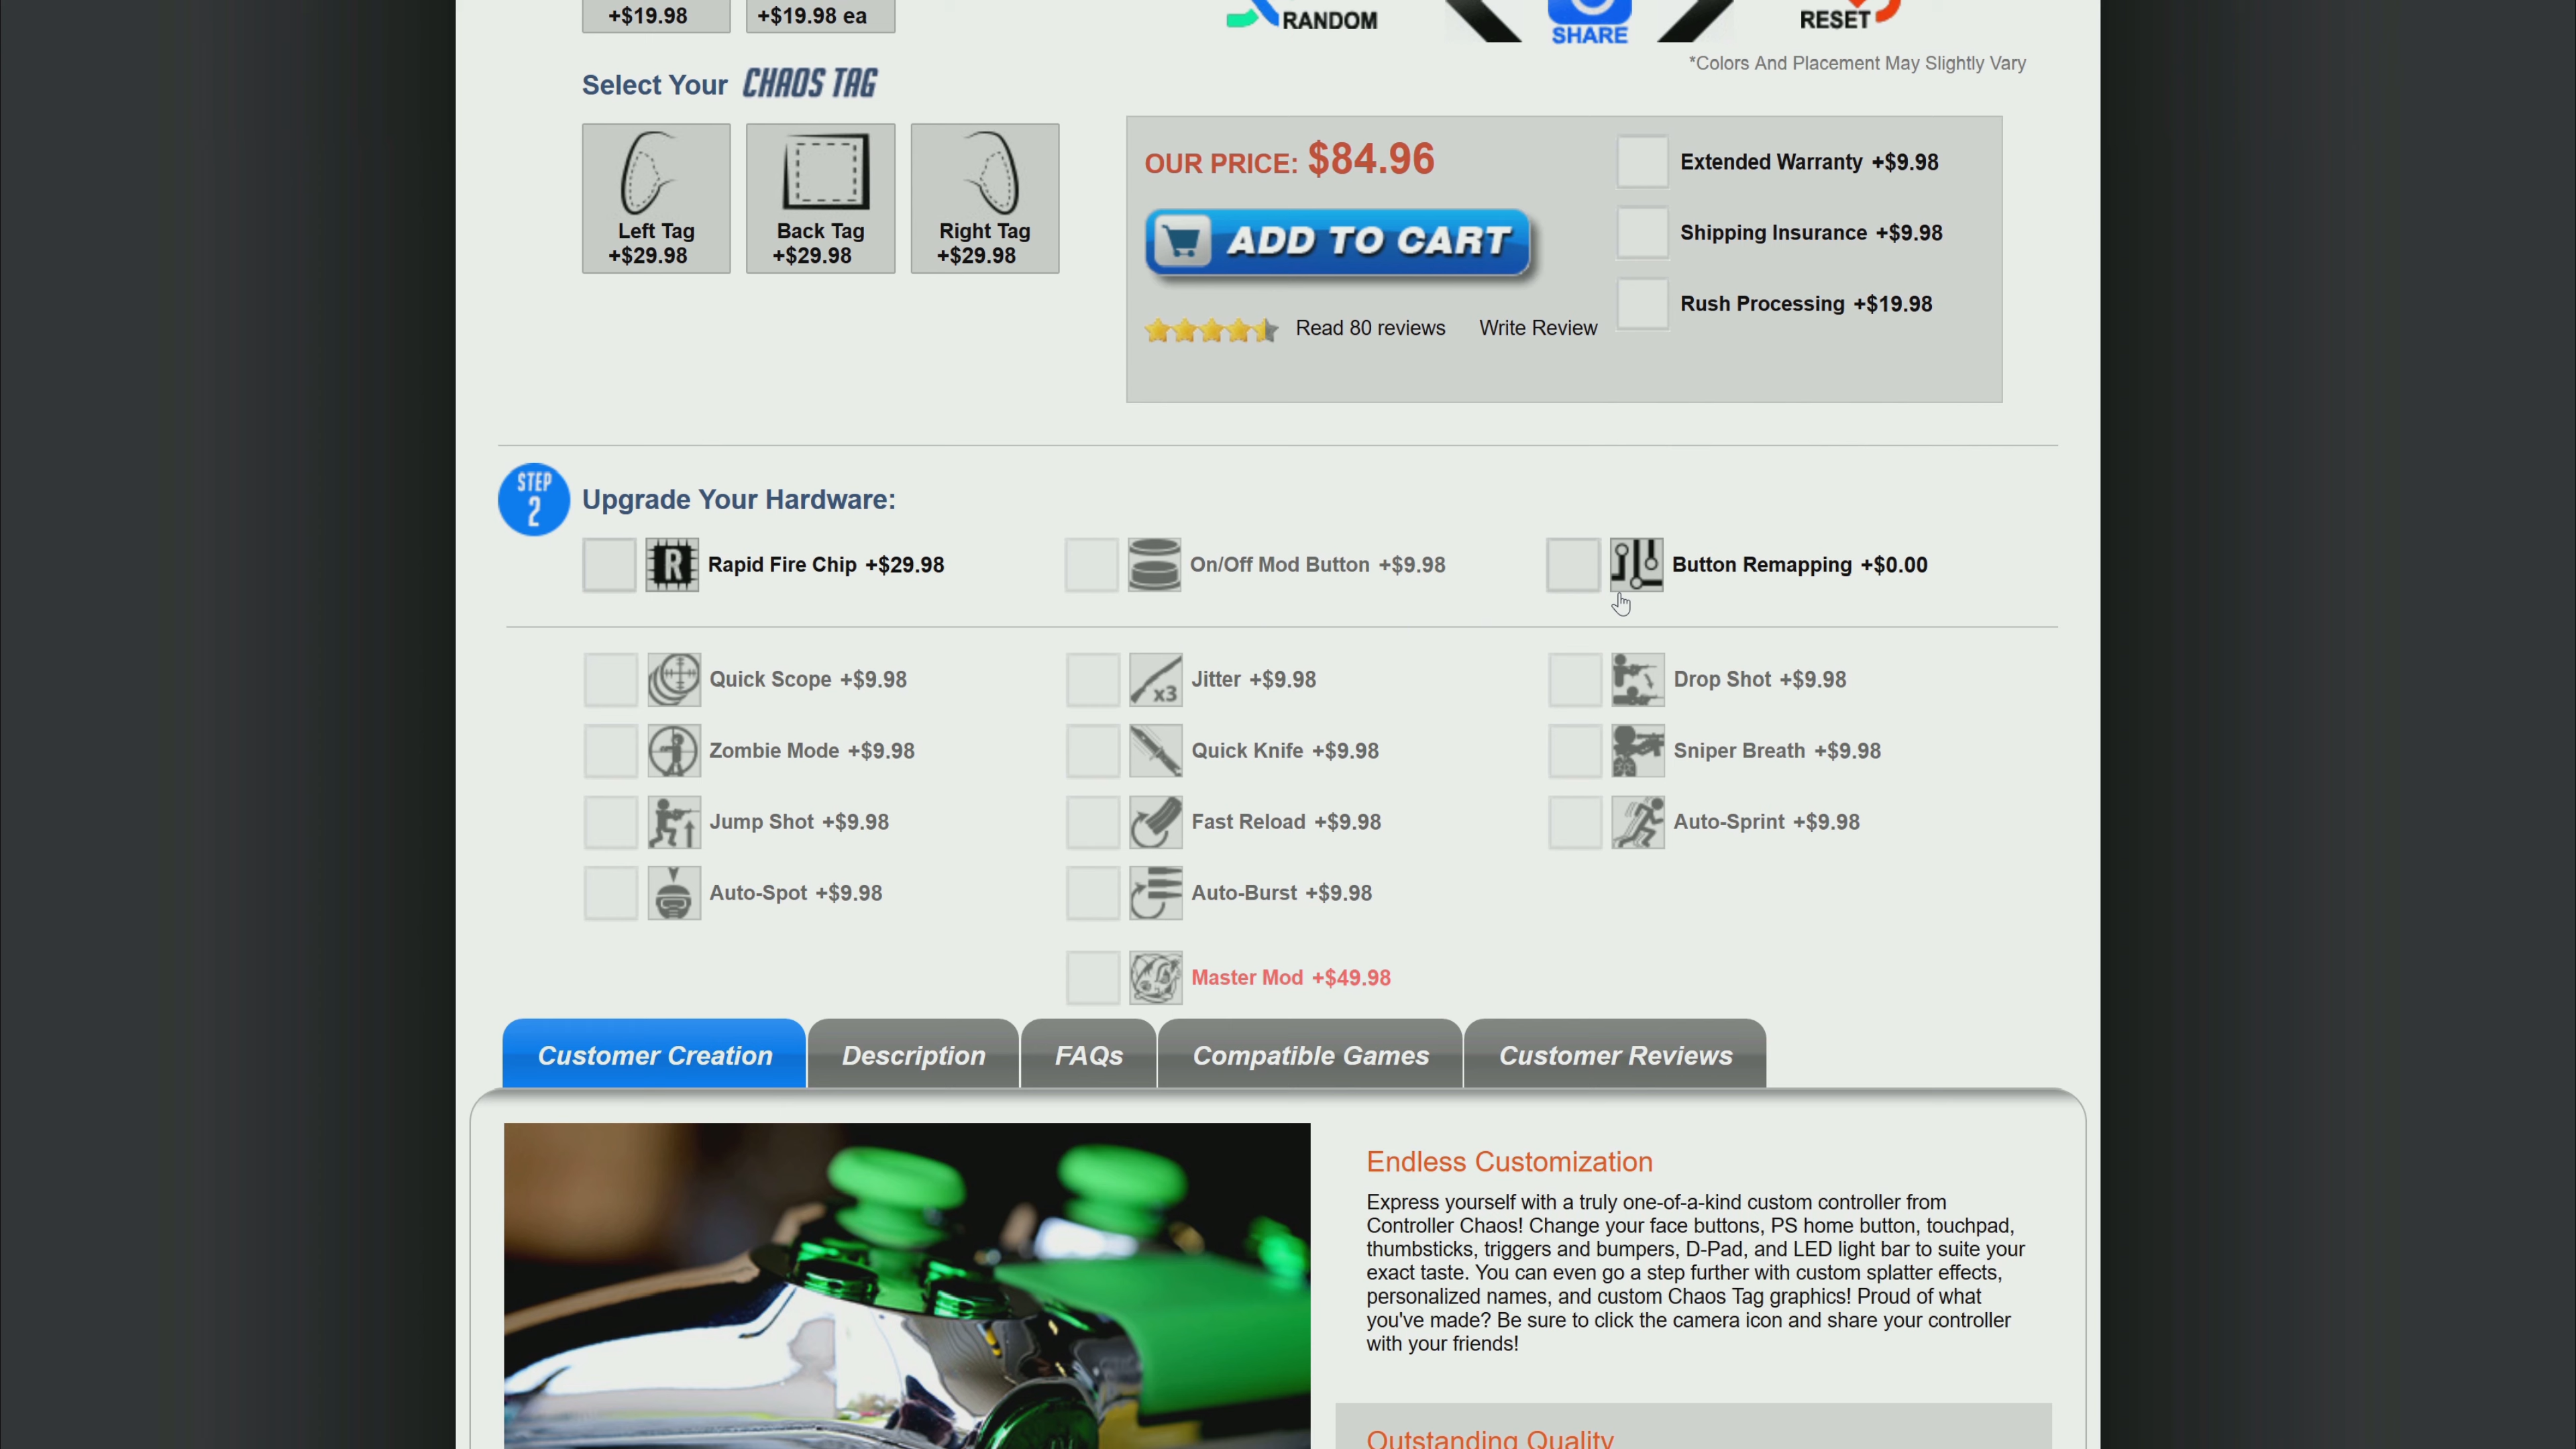 +$19.98
+$19.98 ea
RANDOM
SHARE
RESET
*Colors And Placement May Slightly Vary
Select Your CHAOS TAG
Left Tag
+$29.98
Back Tag
+$29.98
Right Tag
+$29.98
OUR PRICE: $84.96
ADD TO CART
Read 80 reviews
Write Review
Extended Warranty +$9.98
Shipping Insurance +$9.98
Rush Processing +$19.98
STEP
2
Upgrade Your Hardware:
R
Rapid Fire Chip +$29.98
On/Off Mod Button +$9.98
Button Remapping +$0.00
Quick Scope +$9.98
x3
Jitter +$9.98
Drop Shot +$9.98
Zombie Mode +$9.98
Quick Knife +$9.98
Sniper Breath +$9.98
Jump Shot +$9.98
Fast Reload +$9.98
Auto-Sprint +$9.98
Auto-Spot +$9.98
Auto-Burst +$9.98
Master Mod +$49.98
Customer Creation
Description
FAQs
Compatible Games
Customer Reviews
Endless Customization
Express yourself with a truly one-of-a-kind custom controller from
Controller Chaos! Change your face buttons, PS home button, touchpad,
thumbsticks, triggers and bumpers, D-Pad, and LED light bar to suite your
exact taste. You can even go a step further with custom splatter effects,
personalized names, and custom Chaos Tag graphics! Proud of what
you've made? Be sure to click the camera icon and share your controller
with your friends!
Outstanding Quality